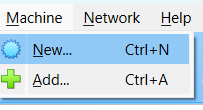 Machine Network Help
New... Ctrl+N
Add... Ctrl+A